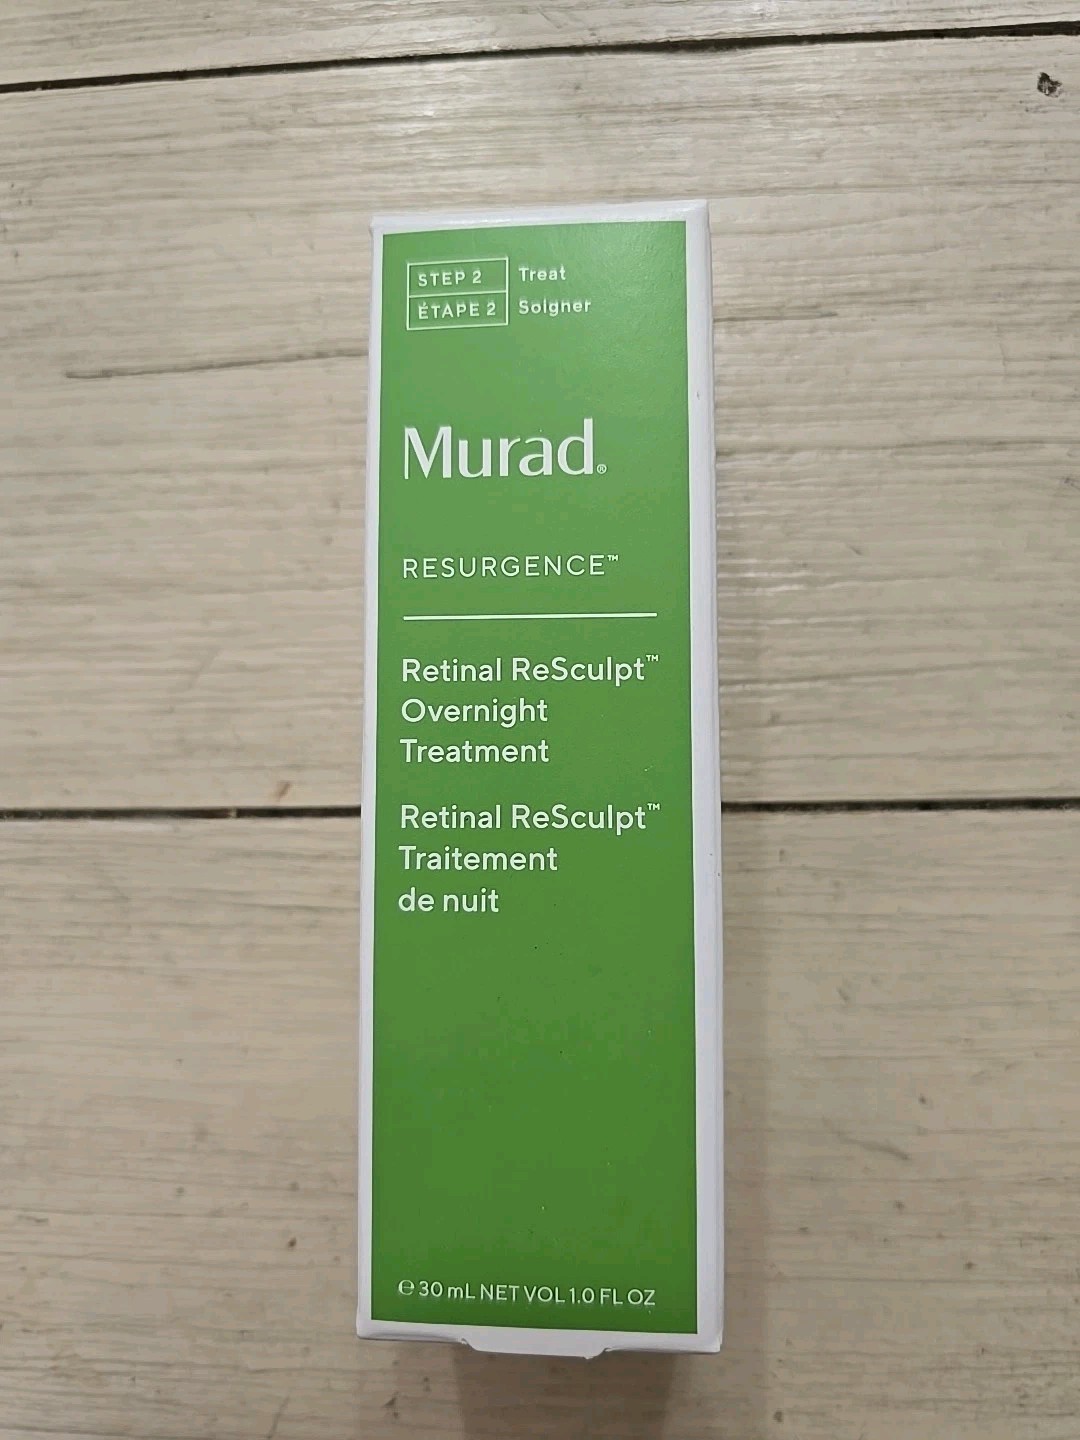 STEP 2 Treat
ÉTAPE 2 Soigner
Murad®
RESURGENCE™
Retinal ReSculpt™
Overnight
Treatment
Retinal ReSculpt™
Traitement
de nuit
℮ 30 mL NET VOL 1.0 FL OZ